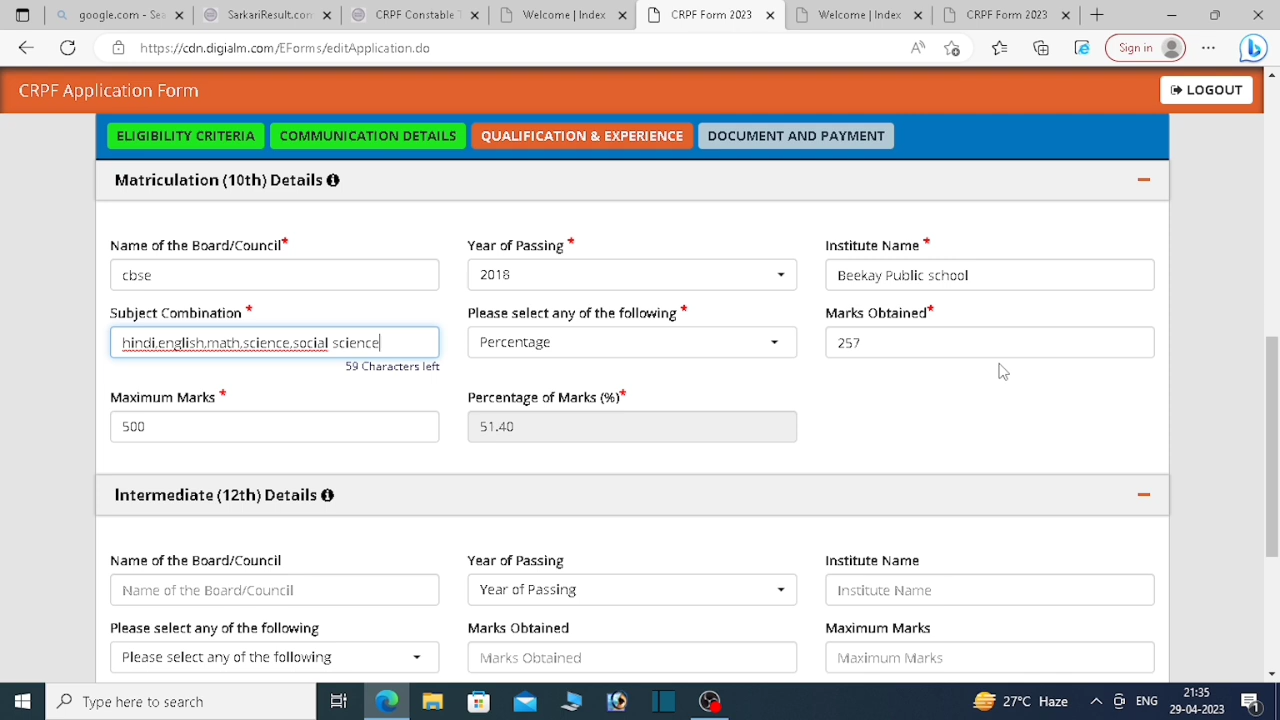 google.com - Sea
SarkariResult.com
CRPF Constable T
Welcome | Index
CRPF Form 2023
Welcome | Index
CRPF Form 2023
https://cdn.digialm.com/EForms/editApplication.do
Sign in
CRPF Application Form
LOGOUT
ELIGIBILITY CRITERIA
COMMUNICATION DETAILS
QUALIFICATION & EXPERIENCE
DOCUMENT AND PAYMENT
Matriculation (10th) Details
Name of the Board/Council*
Year of Passing *
Institute Name *
cbse
2018
Beekay Public school
Subject Combination *
Please select any of the following *
Marks Obtained*
hindi,english,math,science,social science
Percentage
257
59 Characters left
Maximum Marks *
Percentage of Marks (%)*
500
51.40
Intermediate (12th) Details
Name of the Board/Council
Year of Passing
Institute Name
Name of the Board/Council
Year of Passing
Institute Name
Please select any of the following
Marks Obtained
Maximum Marks
Please select any of the following
Marks Obtained
Maximum Marks
Type here to search
27°C Haze
ENG
21:35
29-04-2023
1